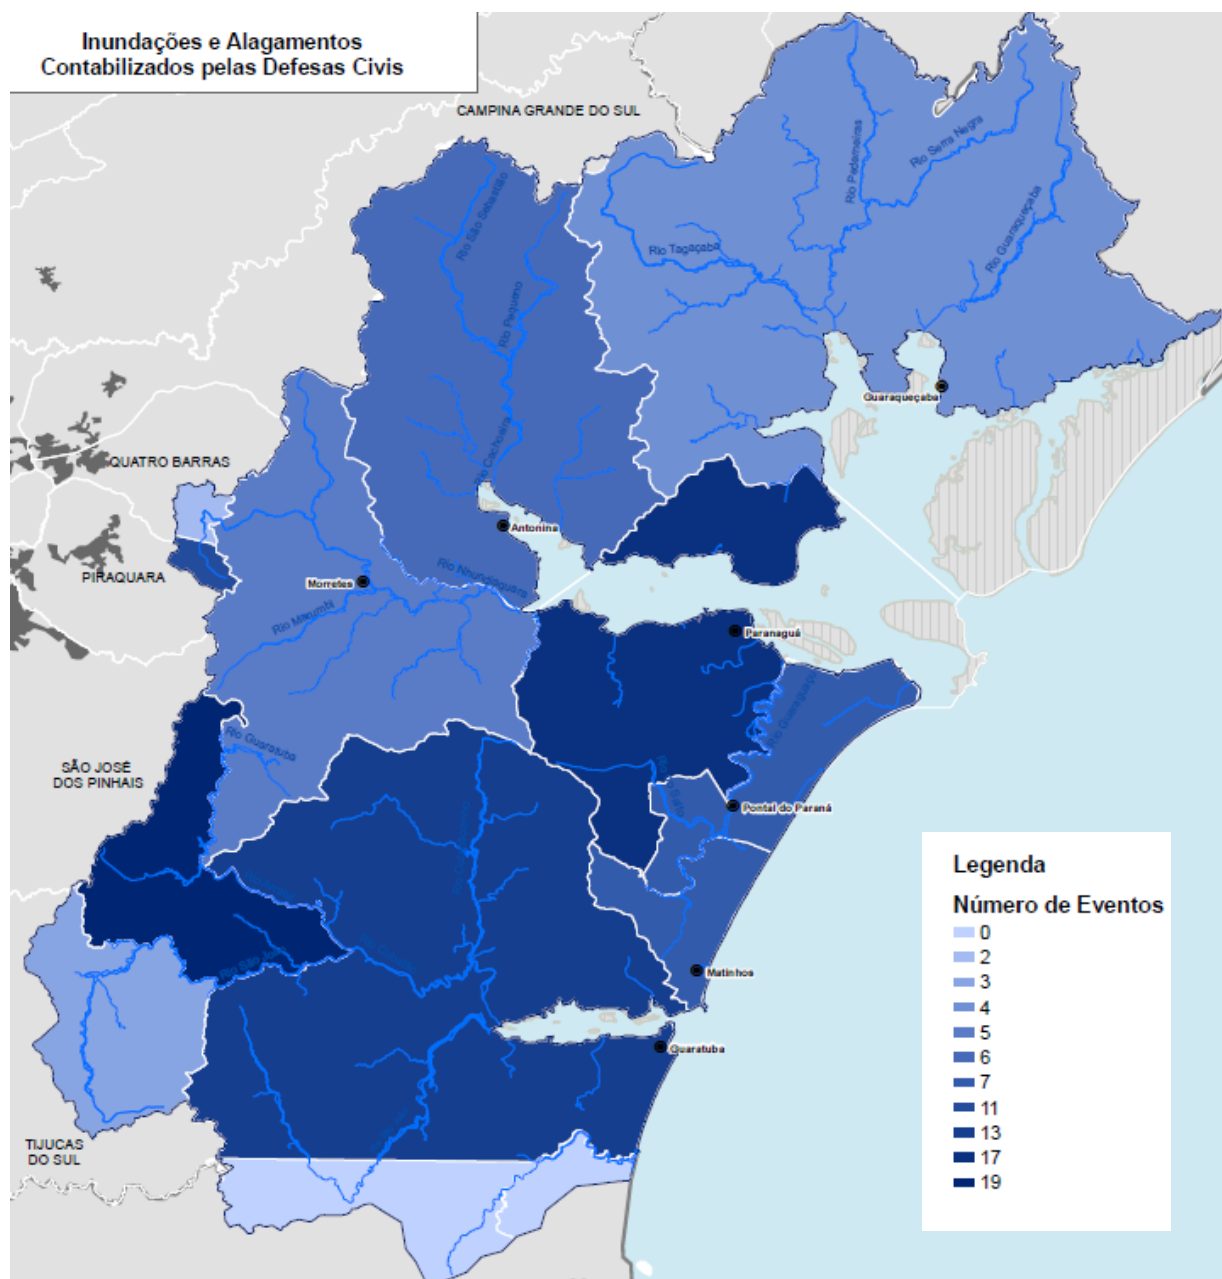 Inundações e Alagamentos
Contabilizados pelas Defesas Civis
CAMPINA GRANDE DO SUL
Rio Serra Negra
Rio Pederneiras
Rio São Sebastião
Rio Guaraqueçaba
Rio Tagaçaba
Rio Pequeno
Guaraqueçaba
Rio Cachoeira
QUATRO BARRAS
Antonina
PIRAQUARA
Morretes
Rio Nhundiaquara
Rio Marumbi
Paranaguá
Rio Guaraguaçu
Rio Guaratuba
SÃO JOSÉ
DOS PINHAIS
Pontal do Paraná
Matinhos
Guaratuba
TIJUCAS
DO SUL
Legenda
Número de Eventos
0
2
3
4
5
6
7
11
13
17
19